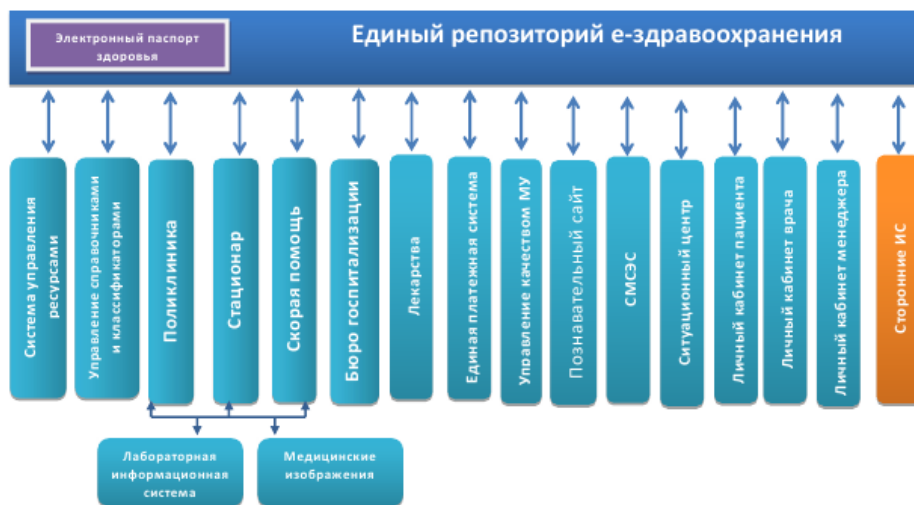 Электронный паспорт
здоровья
Единый репозиторий е-здравоохранения
Система управления
ресурсами
Управление справочниками
и классификаторами
Поликлиника
Стационар
Скорая помощь
Бюро госпитализации
Лекарства
Единая платежная система
Управление качеством МУ
Познавательный сайт
СМСЭС
Ситуационный центр
Личный кабинет пациента
Личный кабинет врача
Личный кабинет менеджера
Сторонние ИС
Лабораторная
информационная
система
Медицинские
изображения